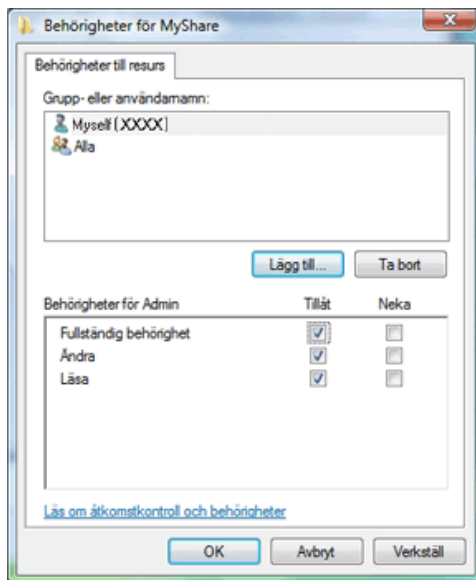 Behörigheter för MyShare
Behörigheter till resurs
Grupp- eller användarnamn:
Myself [XXXX]
Alla
Lägg till... Ta bort
Behörigheter för Admin Tillåt Neka
Fullständig behörighet
Ändra
Läsa
Läs om åtkomstkontroll och behörigheter
OK Avbryt Verkställ